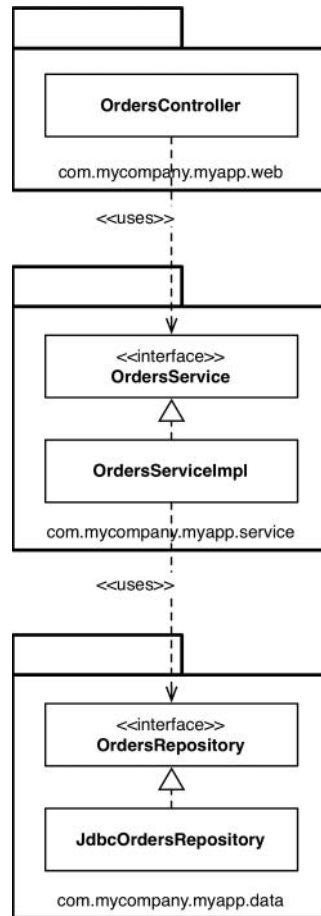 OrdersController
com.mycompany.myapp.web
<<uses>>
<<interface>>
OrdersService
OrdersServiceImpl
com.mycompany.myapp.service
<<uses>>
<<interface>>
OrdersRepository
JdbcOrdersRepository
com.mycompany.myapp.data